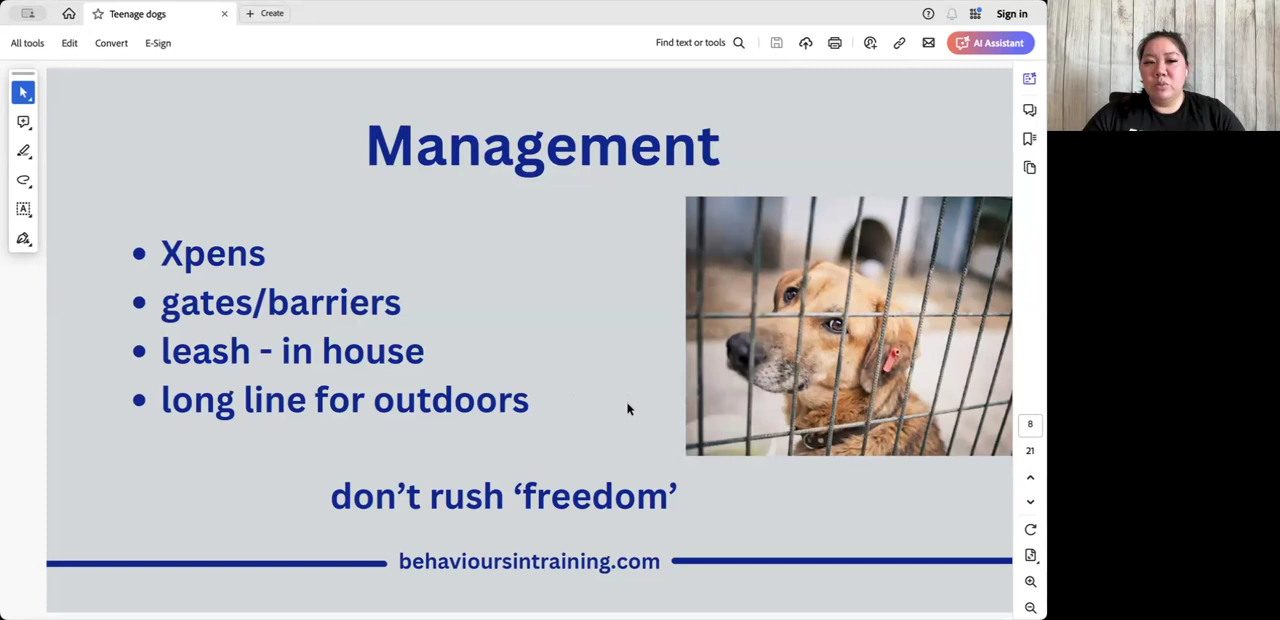 Teenage dogs
Create
Sign in
All tools
Edit
Convert
E-Sign
Find text or tools
AI Assistant
Management
• Xpens
• gates/barriers
• leash - in house
• long line for outdoors
don't rush ‘freedom’
behavioursintraining.com
8
21